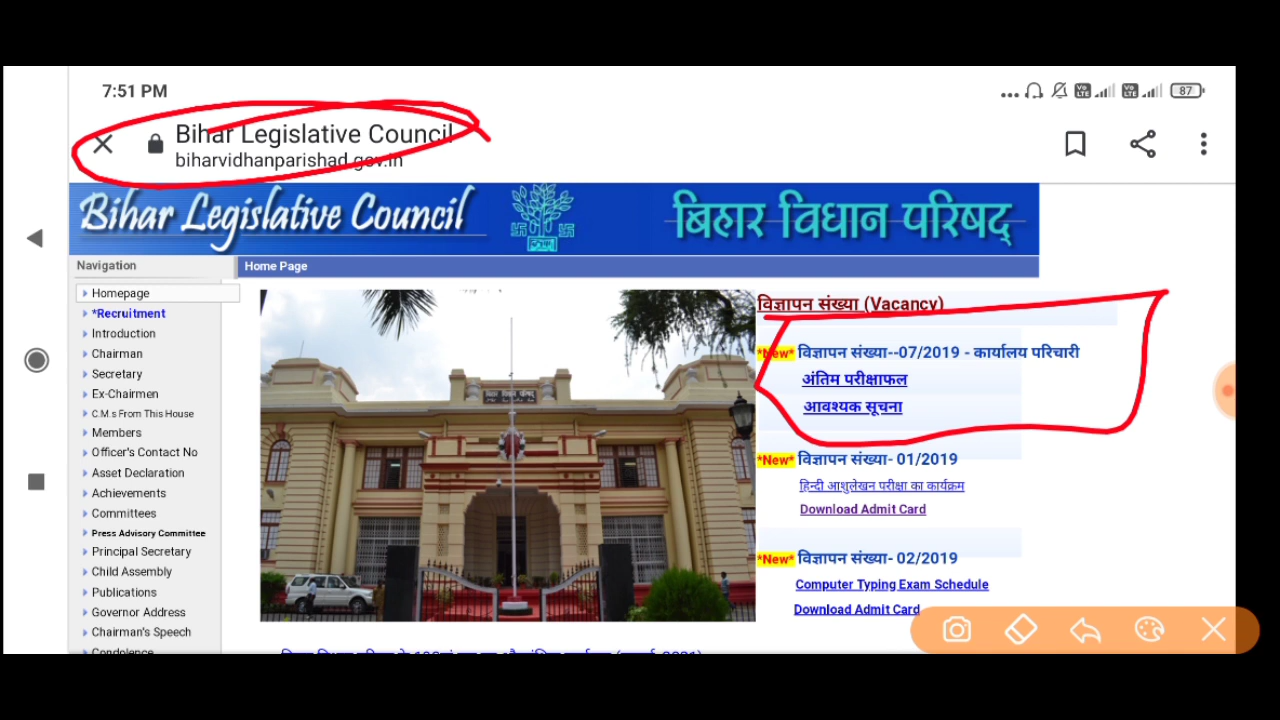 7:51 PM
87
Bihar Legislative Council
biharvidhanparishad.gov.in
Bihar Legislative Council
बिहार विधान परिषद्
Navigation
Home Page
Homepage
*Recruitment
Introduction
Chairman
Secretary
Ex-Chairmen
C.M.s From This House
Members
Officer's Contact No
Asset Declaration
Achievements
Committees
Press Advisory Committee
Principal Secretary
Child Assembly
Publications
Governor Address
Chairman's Speech
Condolence
बिहार विधान परिषद्
विज्ञापन संख्या (Vacancy)
*New* विज्ञापन संख्या--07/2019 - कार्यालय परिचारी
अंतिम परीक्षाफल
आवश्यक सूचना
*New* विज्ञापन संख्या- 01/2019
हिन्दी आशुलेखन परीक्षा का कार्यक्रम
Download Admit Card
*New* विज्ञापन संख्या- 02/2019
Computer Typing Exam Schedule
Download Admit Card